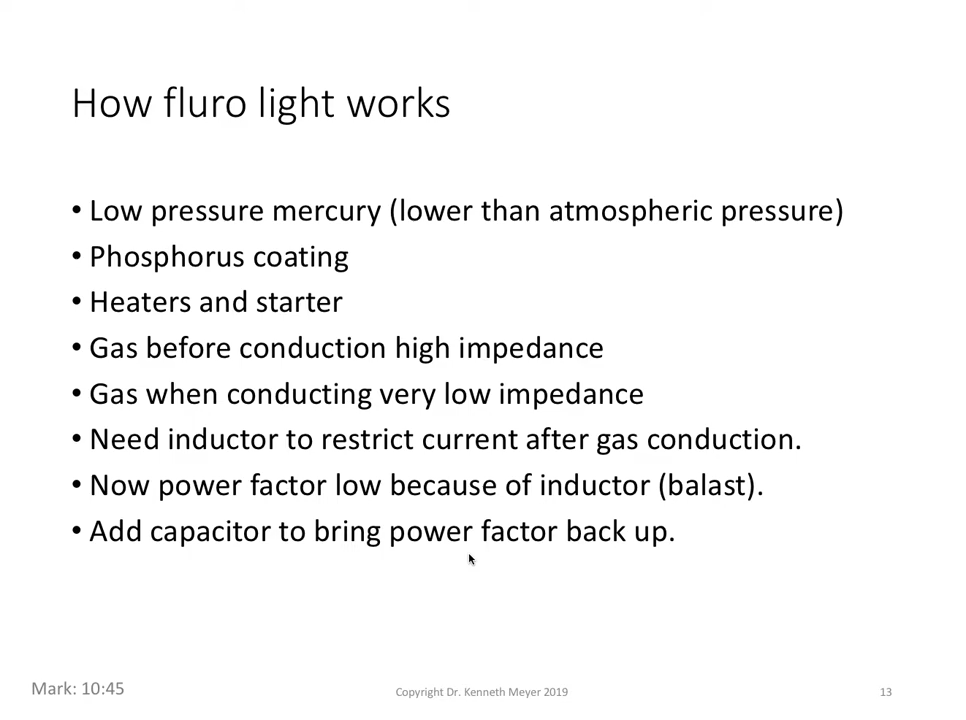 How fluro light works
• Low pressure mercury (lower than atmospheric pressure)
• Phosphorus coating
• Heaters and starter
• Gas before conduction high impedance
• Gas when conducting very low impedance
• Need inductor to restrict current after gas conduction.
• Now power factor low because of inductor (balast).
• Add capacitor to bring power factor back up.
Mark: 10:45
Copyright Dr. Kenneth Meyer 2019
13